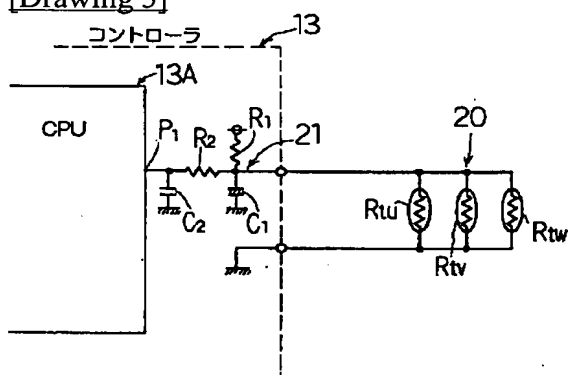 [Drawing 5]
コントローラ
13
13A
CPU
P1
R2
R1
21
C2
C1
20
Rtu
Rtv
Rtw